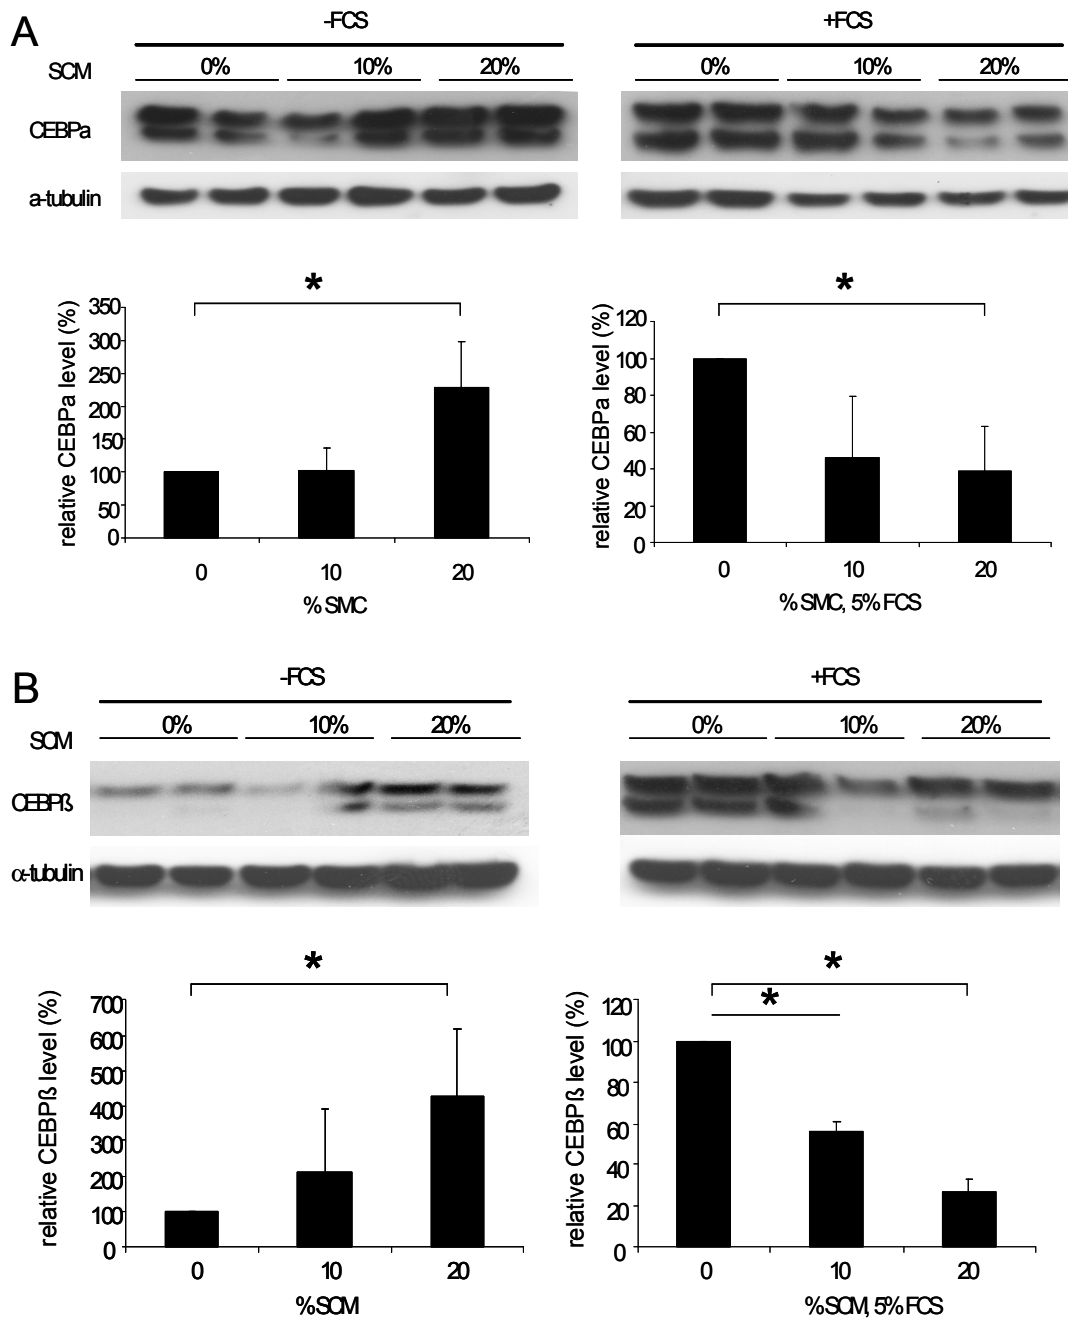 A
-FCS
+FCS
SCM 0% 10% 20% 0% 10% 20%
CEBPa
a-tubulin
* *
relative CEBPa level (%)
350
300
250
200
150
100
50
0
0 10 20
% SMC
relative CEBPa level (%)
120
100
80
60
40
20
0
0 10 20
% SMC, 5% FCS
B
-FCS
+FCS
SCM 0% 10% 20% 0% 10% 20%
CEBPß
α-tubulin
* *
*
relative CEBPß level (%)
700
600
500
400
300
200
100
0
0 10 20
% SCM
relative CEBPß level (%)
120
100
80
60
40
20
0
0 10 20
% SCM, 5% FCS